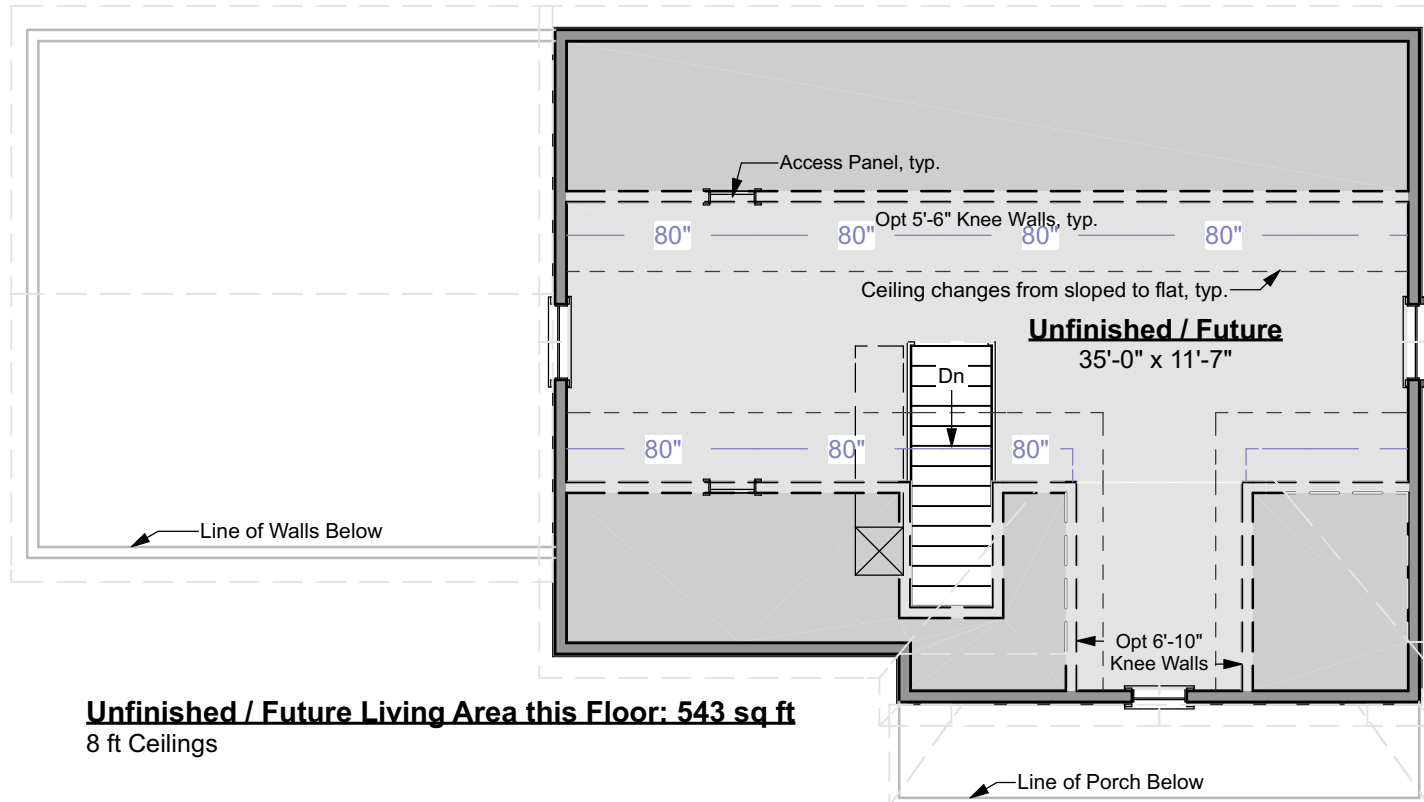 Access Panel, typ.
Opt 5'-6" Knee Walls, typ.
80" 80" 80" 80"
Ceiling changes from sloped to flat, typ.
Unfinished / Future
35'-0" x 11'-7"
Dn
80" 80" 80"
Line of Walls Below
Opt 6'-10"
Knee Walls
Unfinished / Future Living Area this Floor: 543 sq ft
8 ft Ceilings
Line of Porch Below